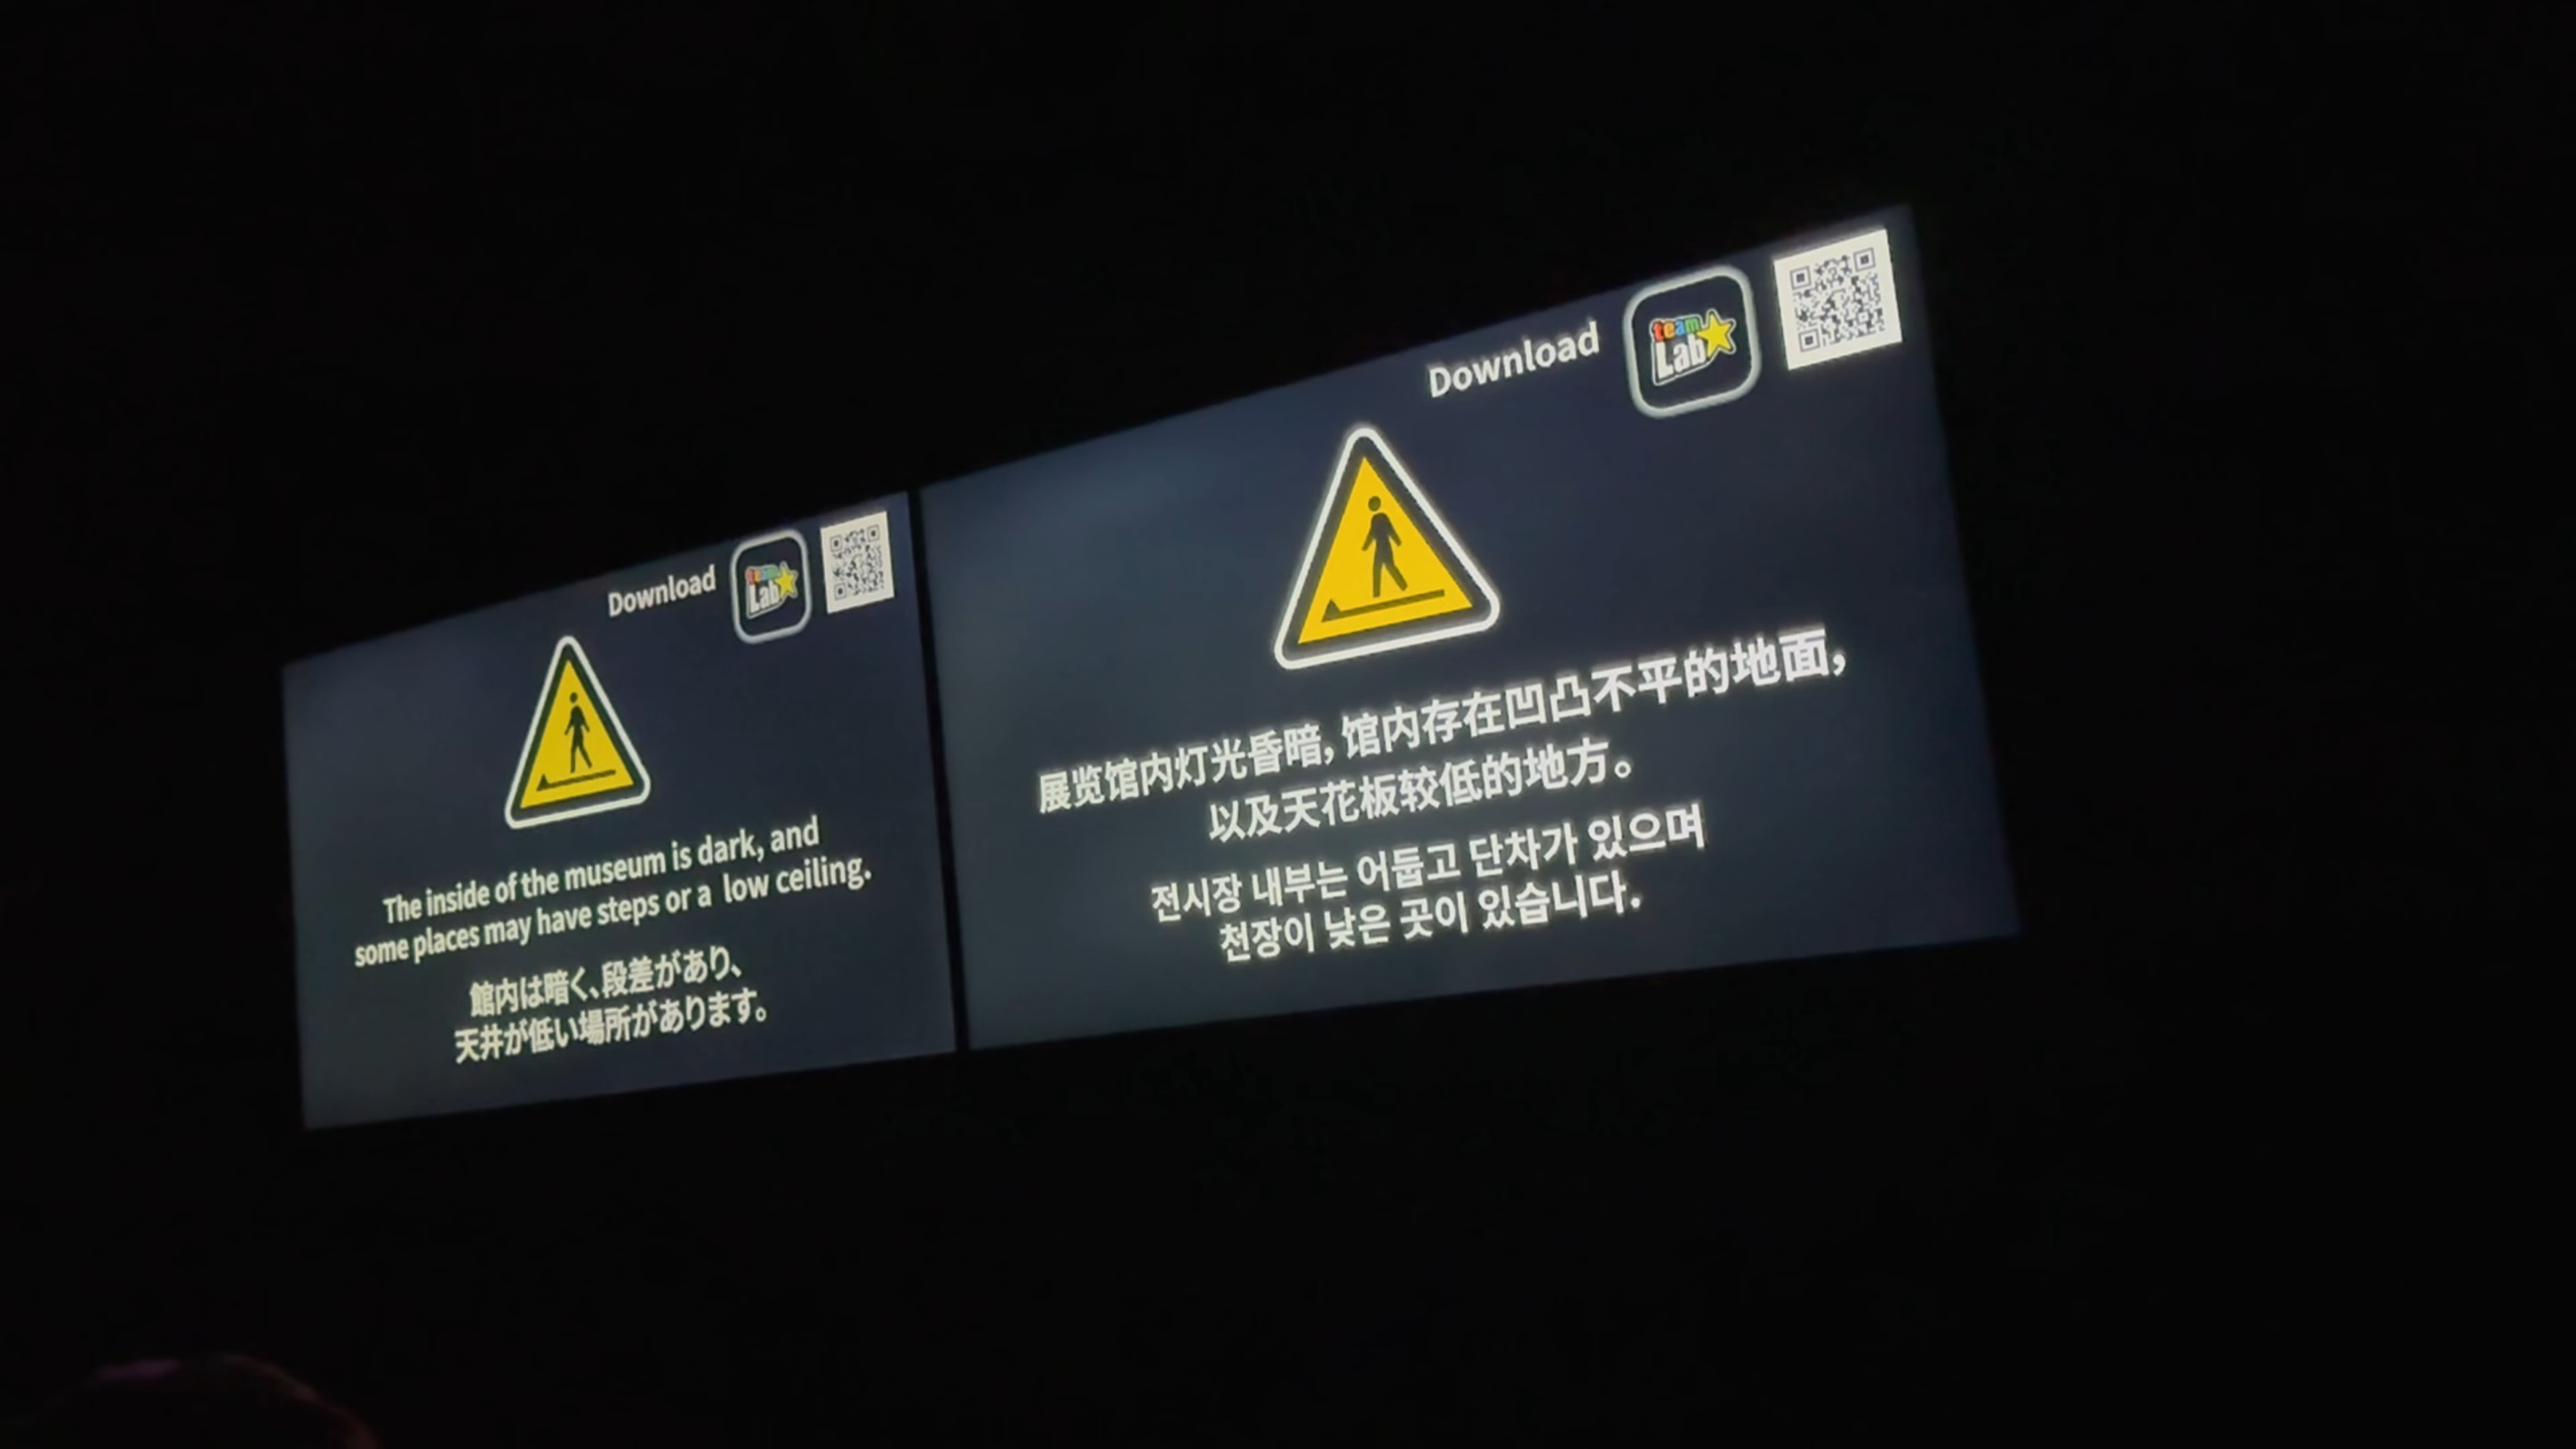 Download
team
Lab
The inside of the museum is dark, and
some places may have steps or a low ceiling.
館内は暗く、段差があり、
天井が低い場所があります。
Download
team
Lab
展览馆内灯光昏暗，馆内存在凹凸不平的地面，
以及天花板较低的地方。
전시장 내부는 어둡고 단차가 있으며
천장이 낮은 곳이 있습니다.